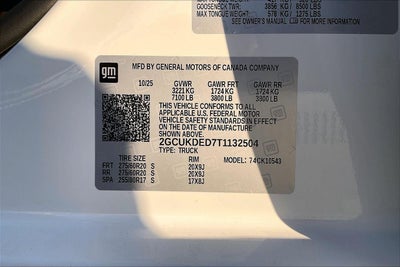 GOOSENECK TWR: 3856 KG / 8500 LBS
MAX TONGUE WEIGHT: 578 KG / 1275 LBS
SEE OWNER'S MANUAL FOR MORE INFORMATION
gm
MFD BY GENERAL MOTORS OF CANADA COMPANY
10/25 GVWR GAWR FRT GAWR RR
3221 KG 1724 KG 1724 KG
7100 LB 3800 LB 3800 LB
THIS VEHICLE CONFORMS TO ALL
APPLICABLE U.S. FEDERAL MOTOR
VEHICLE SAFETY STANDARDS IN EFFECT
ON THE DATE OF MANUFACTURE
SHOWN ABOVE.
2GCUKDED7T1132504
TYPE: TRUCK
TIRE SIZE RIM MODEL: 74CK10543
FRT 275/60R20 S 20X9J
RR 275/60R20 S 20X9J
SPA 255/80R17 S 17X8J